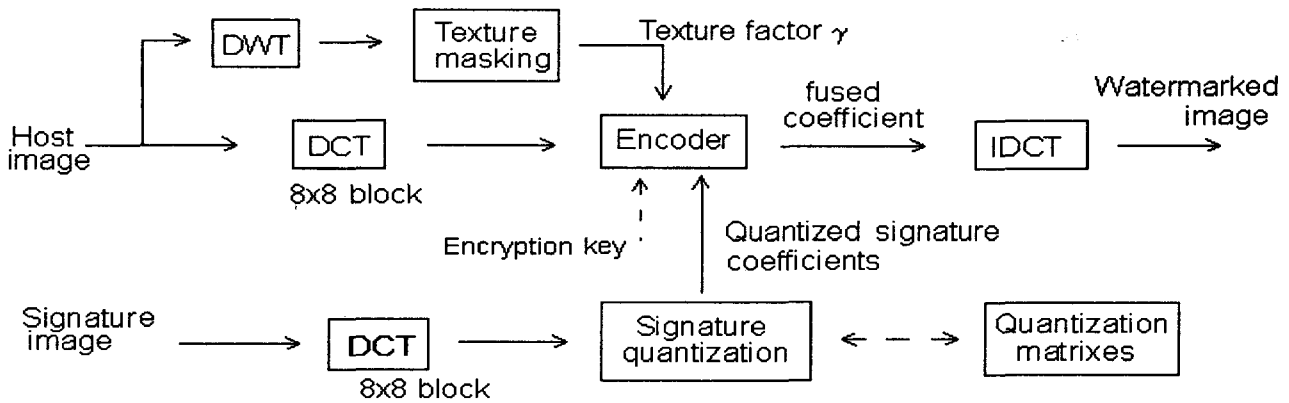 DWT
Texture
masking
Texture factor γ
Host
image
DCT
8x8 block
Encoder
fused
coefficient
IDCT
Watermarked
image
Encryption key
Quantized signature
coefficients
Signature
image
DCT
8x8 block
Signature
quantization
Quantization
matrixes